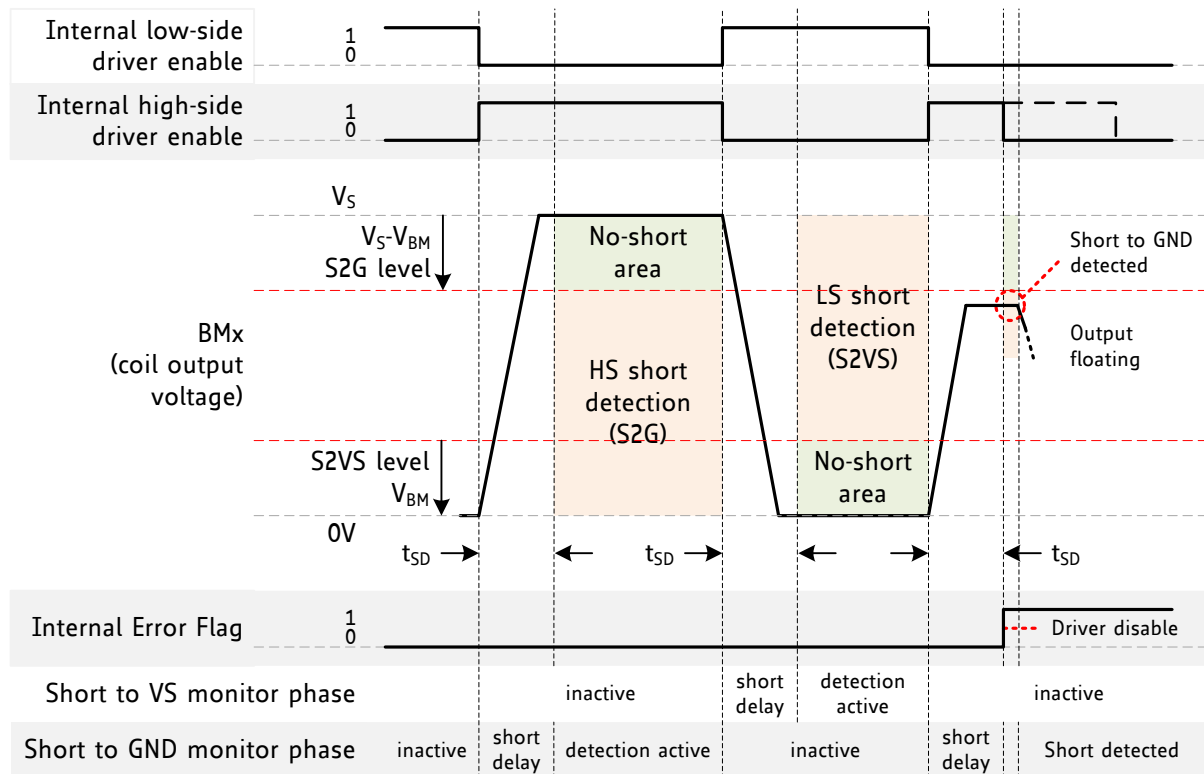 Internal low-side
driver enable
1
0
Internal high-side
driver enable
1
0
VS
VS-VBM
S2G level
No-short
area
Short to GND
detected
LS short
detection
(S2VS)
BMx
(coil output
voltage)
HS short
detection
(S2G)
Output
floating
S2VS level
VBM
No-short
area
0V
tSD
tSD
tSD
Internal Error Flag
1
0
Driver disable
Short to VS monitor phase
inactive
short
delay
detection
active
inactive
Short to GND monitor phase
inactive
short
delay
detection active
inactive
short
delay
Short detected